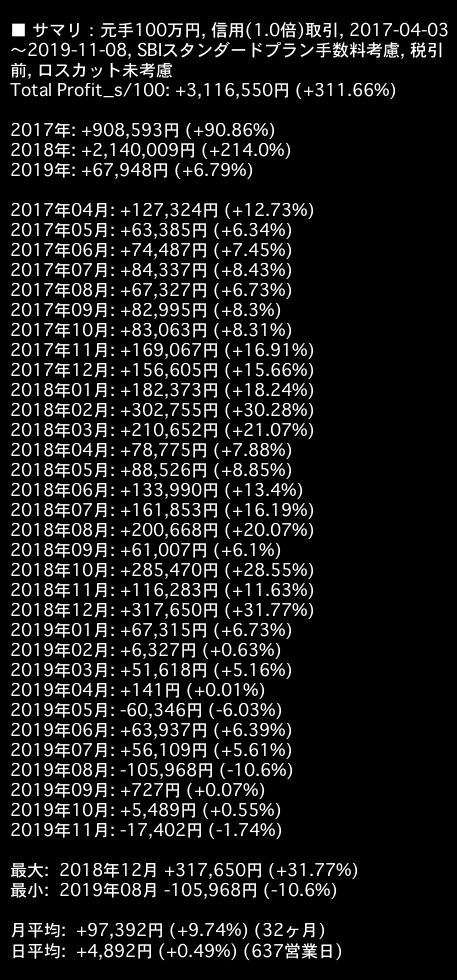 ■ サマリ：元手100万円, 信用(1.0倍)取引, 2017-04-03
～2019-11-08, SBIスタンダードプラン手数料考慮, 税引
前, ロスカット未考慮
Total Profit_s/100: +3,116,550円 (+311.66%)
2017年: +908,593円 (+90.86%)
2018年: +2,140,009円 (+214.0%)
2019年: +67,948円 (+6.79%)
2017年04月: +127,324円 (+12.73%)
2017年05月: +63,385円 (+6.34%)
2017年06月: +74,487円 (+7.45%)
2017年07月: +84,337円 (+8.43%)
2017年08月: +67,327円 (+6.73%)
2017年09月: +82,995円 (+8.3%)
2017年10月: +83,063円 (+8.31%)
2017年11月: +169,067円 (+16.91%)
2017年12月: +156,605円 (+15.66%)
2018年01月: +182,373円 (+18.24%)
2018年02月: +302,755円 (+30.28%)
2018年03月: +210,652円 (+21.07%)
2018年04月: +78,775円 (+7.88%)
2018年05月: +88,526円 (+8.85%)
2018年06月: +133,990円 (+13.4%)
2018年07月: +161,853円 (+16.19%)
2018年08月: +200,668円 (+20.07%)
2018年09月: +61,007円 (+6.1%)
2018年10月: +285,470円 (+28.55%)
2018年11月: +116,283円 (+11.63%)
2018年12月: +317,650円 (+31.77%)
2019年01月: +67,315円 (+6.73%)
2019年02月: +6,327円 (+0.63%)
2019年03月: +51,618円 (+5.16%)
2019年04月: +141円 (+0.01%)
2019年05月: -60,346円 (-6.03%)
2019年06月: +63,937円 (+6.39%)
2019年07月: +56,109円 (+5.61%)
2019年08月: -105,968円 (-10.6%)
2019年09月: +727円 (+0.07%)
2019年10月: +5,489円 (+0.55%)
2019年11月: -17,402円 (-1.74%)
最大: 2018年12月 +317,650円 (+31.77%)
最小: 2019年08月 -105,968円 (-10.6%)
月平均: +97,392円 (+9.74%) (32ヶ月)
日平均: +4,892円 (+0.49%) (637営業日)